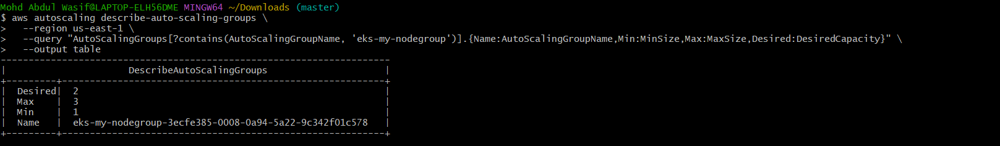 Mohd Abdul Wasif@LAPTOP-ELH56DME MINGW64 ~/Downloads (master)
$ aws autoscaling describe-auto-scaling-groups \
>   --region us-east-1 \
>   --query "AutoScalingGroups[?contains(AutoScalingGroupName, 'eks-my-nodegroup')].{Name:AutoScalingGroupName,Min:MinSize,Max:MaxSize,Desired:DesiredCapacity}" \
>   --output table
----------------------------------------------------------------------
|                      DescribeAutoScalingGroups                     |
+---------+----------------------------------------------------------+
|  Desired|  2                                                       |
|  Max    |  3                                                       |
|  Min    |  1                                                       |
|  Name   |  eks-my-nodegroup-3ecfe385-0008-0a94-5a22-9c342f01c578   |
+---------+----------------------------------------------------------+